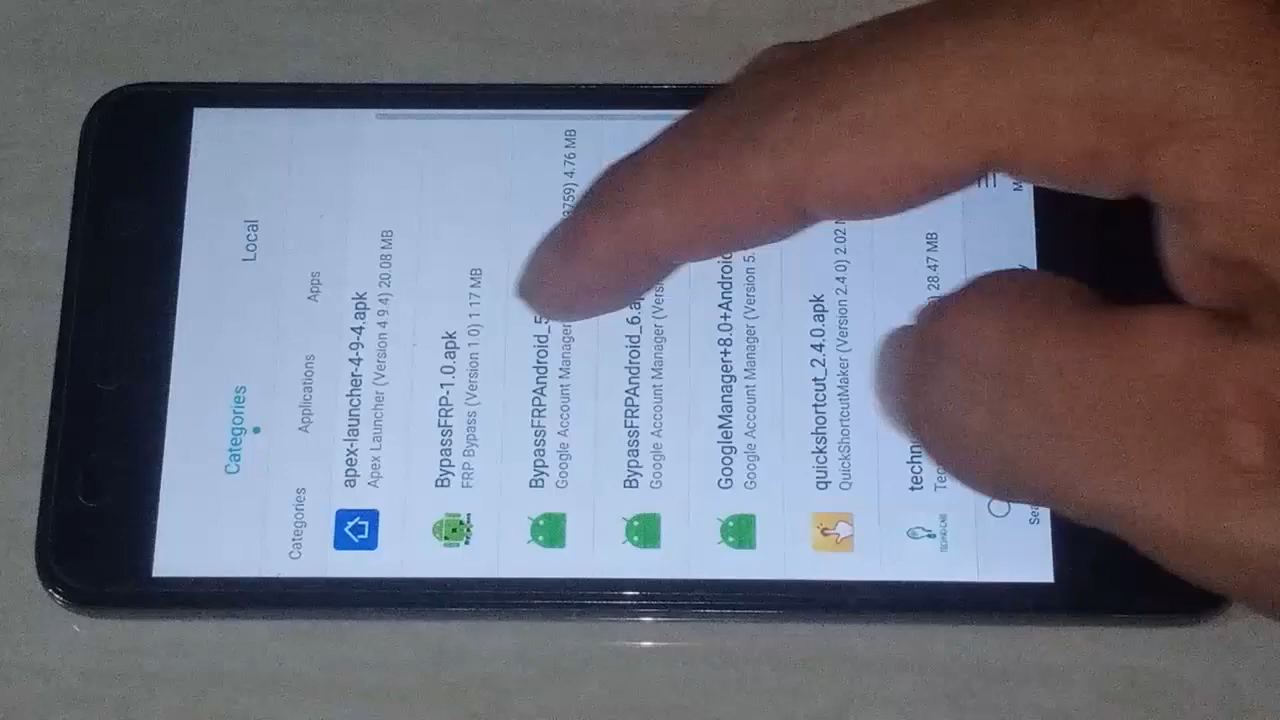 Categories
Local
Categories
Applications
Apps
apex-launcher-4-9-4.apk
Apex Launcher (Version 4 9.4) 20.08 MB
BypassFRP-1.0.apk
FRP Bypass (Version 1 0) 1 17 MB
BypassFRPAndroid_5
Google Account Manager 4.76 MB
BypassFRPAndroid_6.a
Google Account Manager (Vers
GoogleManager+8.0+Android
Google Account Manager (Version 5.
quickshortcut_2.4.0.apk
QuickShortcutMaker (Version 2.4 0) 2.02
techn
28.47 MB